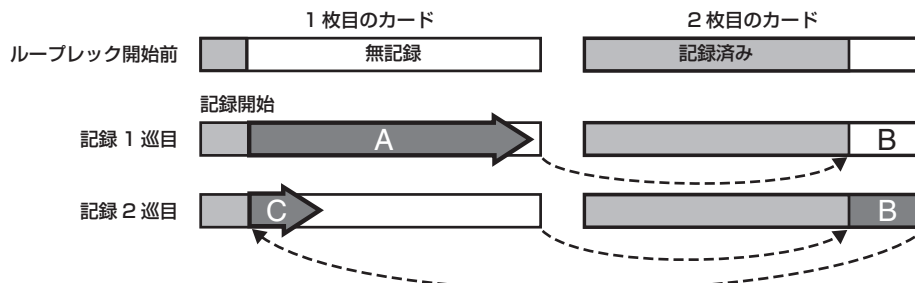 1 枚目のカード
2 枚目のカード
ループレック開始前
無記録
記録済み
記録開始
記録 1 巡目
A
B
記録 2 巡目
C
B